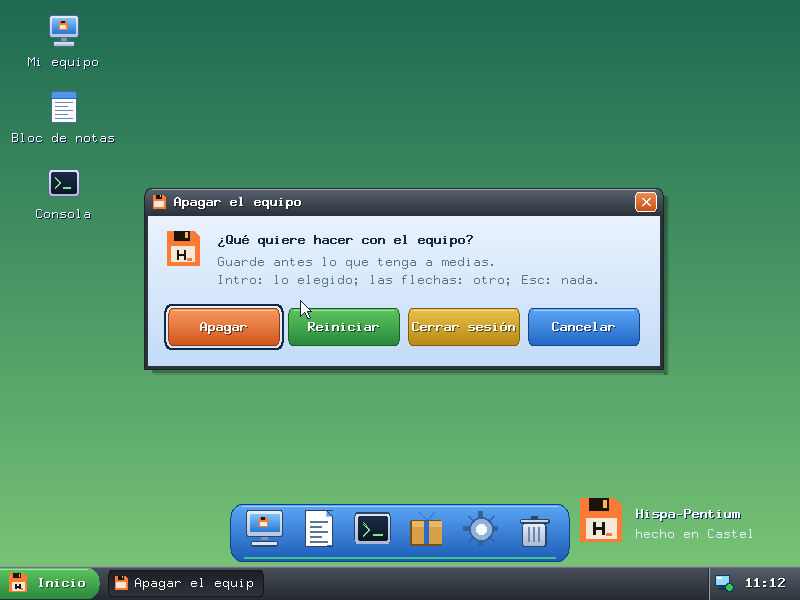 Mi equipo
Bloc de notas
Consola
Apagar el equipo
¿Qué quiere hacer con el equipo?
Guarde antes lo que tenga a medias.
Intro: lo elegido; las flechas: otro; Esc: nada.
H.
Apagar
Reiniciar
Cerrar sesión
Cancelar
H.
Hispa-Pentium
hecho en Castel
Inicio
Apagar el equip
11:12